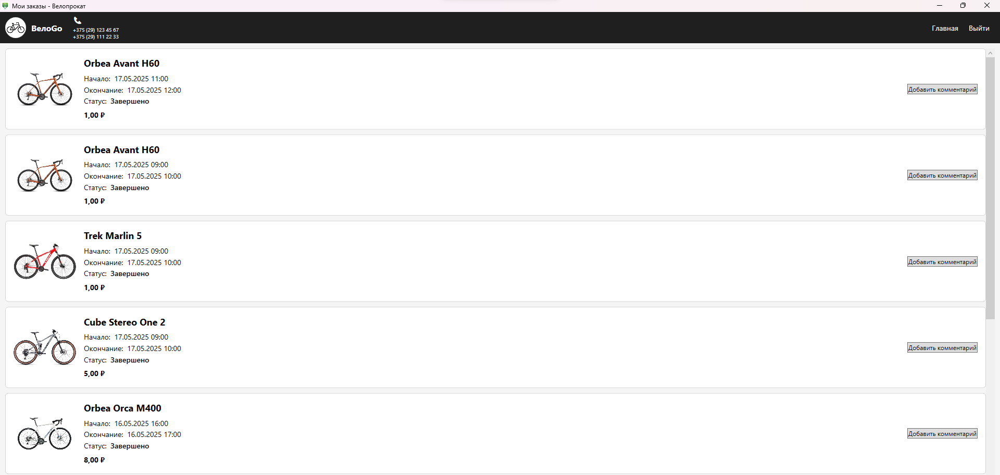 Мои заказы - Велопрокат
ВелоGo
+375 (29) 123 45 67
+375 (29) 111 22 33
Главная
Выйти
Orbea Avant H60
Начало: 17.05.2025 11:00
Окончание: 17.05.2025 12:00
Статус: Завершено
1,00 ₽
Добавить комментарий
Orbea Avant H60
Начало: 17.05.2025 09:00
Окончание: 17.05.2025 10:00
Статус: Завершено
1,00 ₽
Добавить комментарий
Trek Marlin 5
Начало: 17.05.2025 09:00
Окончание: 17.05.2025 10:00
Статус: Завершено
1,00 ₽
Добавить комментарий
Cube Stereo One 2
Начало: 17.05.2025 09:00
Окончание: 17.05.2025 10:00
Статус: Завершено
5,00 ₽
Добавить комментарий
Orbea Orca M400
Начало: 16.05.2025 16:00
Окончание: 16.05.2025 17:00
Статус: Завершено
8,00 ₽
Добавить комментарий